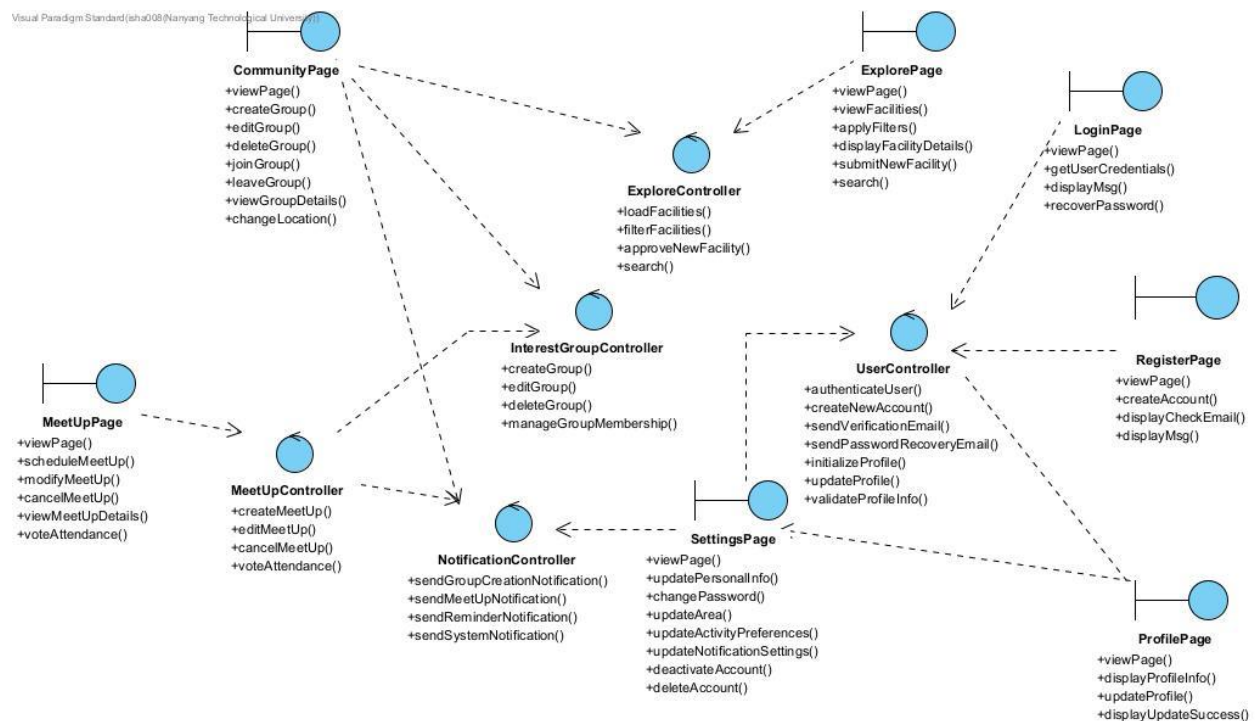 Visual Paradigm Standard(isha008(Nanyang Technological University))
CommunityPage
+viewPage()
+createGroup()
+editGroup()
+deleteGroup()
+joinGroup()
+leaveGroup()
+viewGroupDetails()
+changeLocation()
ExplorePage
+viewPage()
+viewFacilities()
+applyFilters()
+displayFacilityDetails()
+submitNewFacility()
+search()
LoginPage
+viewPage()
+getUserCredentials()
+displayMsg()
+recoverPassword()
ExploreController
+loadFacilities()
+filterFacilities()
+approveNewFacility()
+search()
InterestGroupController
+createGroup()
+editGroup()
+deleteGroup()
+manageGroupMembership()
UserController
+authenticateUser()
+createNewAccount()
+sendVerificationEmail()
+sendPasswordRecoveryEmail()
+initializeProfile()
+updateProfile()
+validateProfileInfo()
RegisterPage
+viewPage()
+createAccount()
+displayCheckEmail()
+displayMsg()
MeetUpPage
+viewPage()
+scheduleMeetUp()
+modifyMeetUp()
+cancelMeetUp()
+viewMeetUpDetails()
+voteAttendance()
MeetUpController
+createMeetUp()
+editMeetUp()
+cancelMeetUp()
+voteAttendance()
NotificationController
+sendGroupCreationNotification()
+sendMeetUpNotification()
+sendReminderNotification()
+sendSystemNotification()
SettingsPage
+viewPage()
+updatePersonalInfo()
+changePassword()
+updateArea()
+updateActivityPreferences()
+updateNotificationSettings()
+deactivateAccount()
+deleteAccount()
ProfilePage
+viewPage()
+displayProfileInfo()
+updateProfile()
+displayUpdateSuccess()